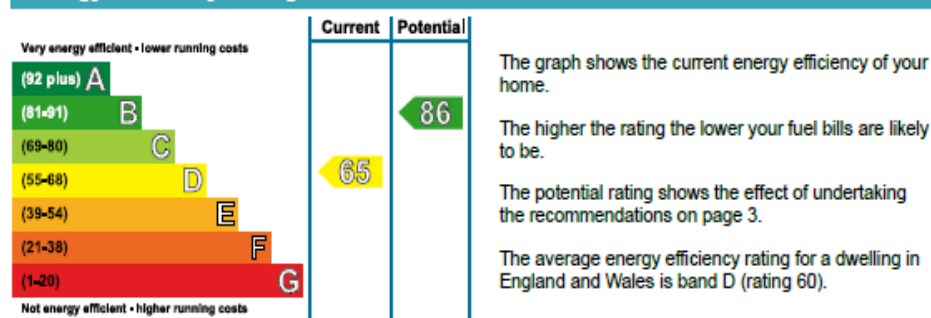 Current Potential
Very energy efficient - lower running costs
(92 plus) A
(81-91) B
86
(69-80) C
(55-68) D
65
(39-54) E
(21-38) F
(1-20) G
Not energy efficient - higher running costs
The graph shows the current energy efficiency of your
home.
The higher the rating the lower your fuel bills are likely
to be.
The potential rating shows the effect of undertaking
the recommendations on page 3.
The average energy efficiency rating for a dwelling in
England and Wales is band D (rating 60).